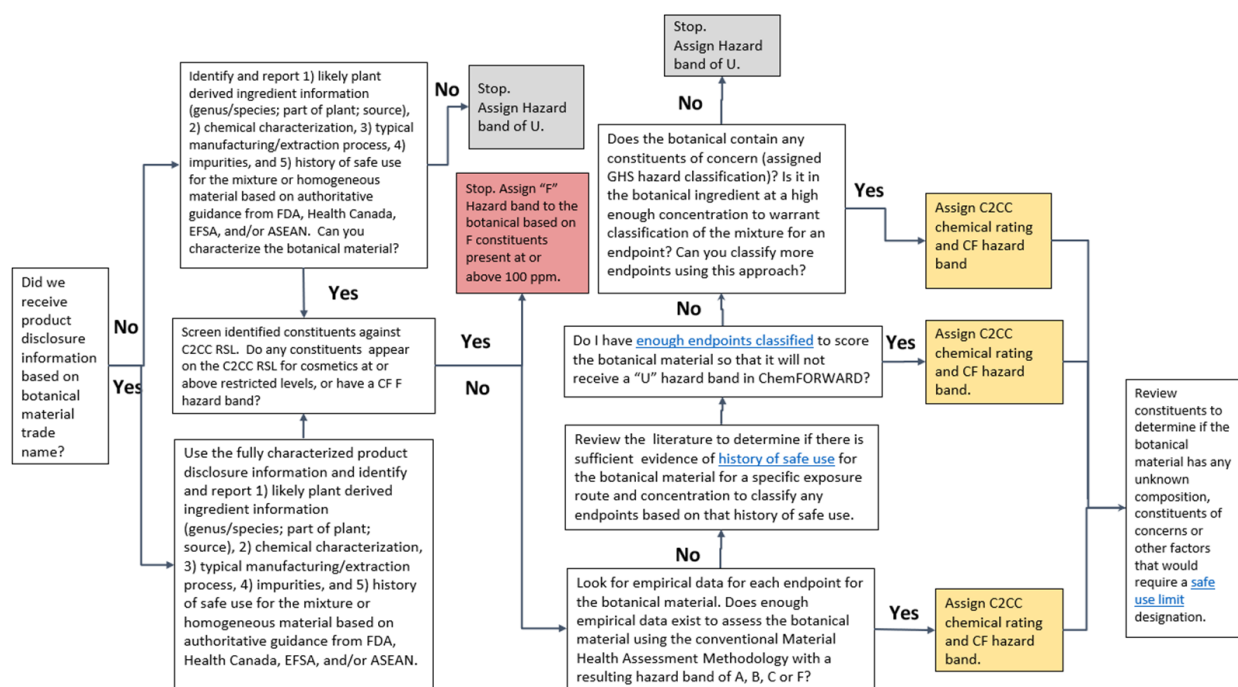 Did we
receive
product
disclosure
information
based on
botanical
material
trade
name?
No
Yes
Identify and report 1) likely plant
derived ingredient information
(genus/species; part of plant; source),
2) chemical characterization, 3) typical
manufacturing/extraction process, 4)
impurities, and 5) history of safe use
for the mixture or homogeneous
material based on authoritative
guidance from FDA, Health Canada,
EFSA, and/or ASEAN.  Can you
characterize the botanical material?
No
Stop.
Assign Hazard
band of U.
Yes
Screen identified constituents against
C2CC RSL.  Do any constituents  appear
on the C2CC RSL for cosmetics at or
above restricted levels, or have a CF F
hazard band?
Use the fully characterized product
disclosure information and identify
and report 1) likely plant derived
ingredient information
(genus/species; part of plant;
source), 2) chemical characterization,
3) typical manufacturing/extraction
process, 4) impurities, and 5) history
of safe use for the mixture or
homogeneous material based on
authoritative guidance from FDA,
Health Canada, EFSA, and/or ASEAN.
Yes
No
Stop. Assign “F”
Hazard band to the
botanical based on
F constituents
present at or
above 100 ppm.
Look for empirical data for each endpoint for
the botanical material. Does enough
empirical data exist to assess the botanical
material using the conventional Material
Health Assessment Methodology with a
resulting hazard band of A, B, C or F?
Yes
Assign C2CC
chemical rating
and CF hazard
band.
No
Review the  literature to determine if there is
sufficient  evidence of history of safe use for
the botanical material for a specific exposure
route and concentration to classify any
endpoints based on that history of safe use.
Do I have enough endpoints classified to score
the botanical material so that it will not
receive a “U” hazard band in ChemFORWARD?
Yes
Assign C2CC
chemical rating
and CF hazard
band.
No
Does the botanical contain any
constituents of concern (assigned
GHS hazard classification)? Is it in
the botanical ingredient at a high
enough concentration to warrant
classification of the mixture for an
endpoint? Can you classify more
endpoints using this approach?
Yes
Assign C2CC
chemical rating
and CF hazard
band
No
Stop.
Assign Hazard
band of U.
Review
constituents to
determine if the
botanical
material has any
unknown
composition,
constituents of
concerns or
other factors
that would
require a safe
use limit
designation.